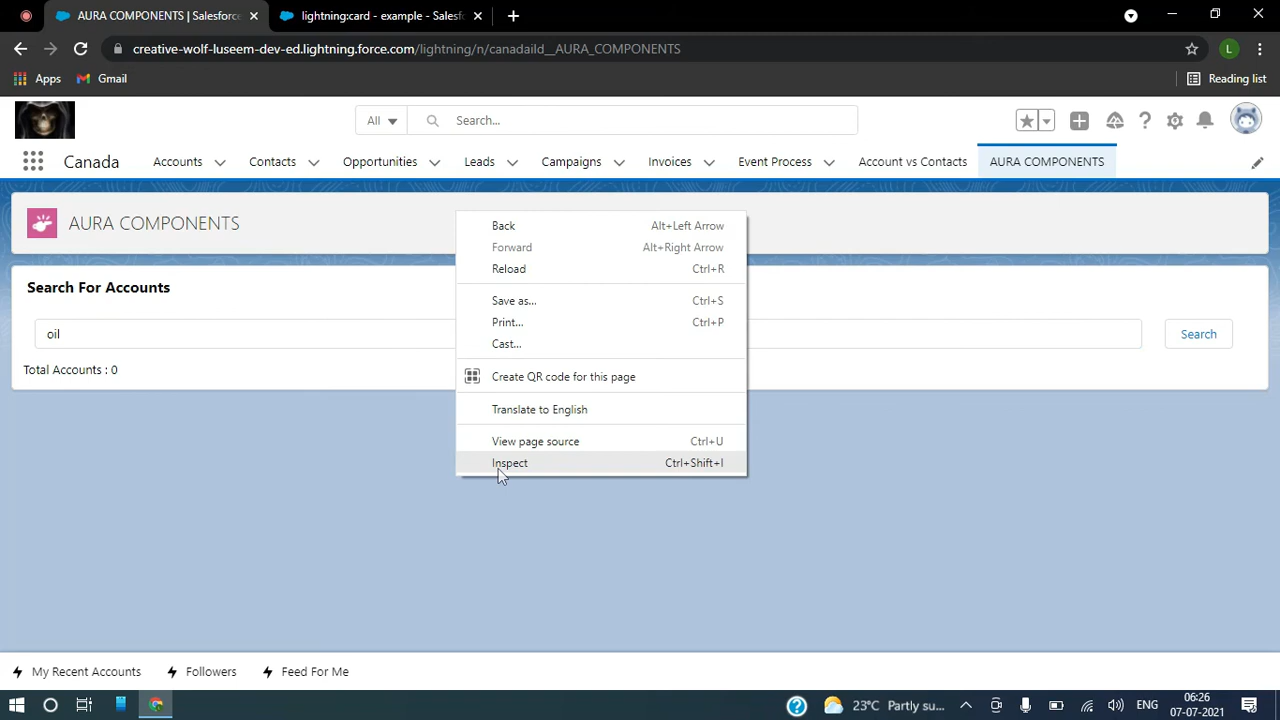 AURA COMPONENTS | Salesforce
lightning:card - example - Salesf
creative-wolf-luseem-dev-ed.lightning.force.com/lightning/n/canadaild__AURA_COMPONENTS
L
Apps
Gmail
Reading list
All
Search...
Canada
Accounts
Contacts
Opportunities
Leads
Campaigns
Invoices
Event Process
Account vs Contacts
AURA COMPONENTS
AURA COMPONENTS
Search For Accounts
oil
Search
Total Accounts : 0
Back Alt+Left Arrow
Forward Alt+Right Arrow
Reload Ctrl+R
Save as... Ctrl+S
Print... Ctrl+P
Cast...
Create QR code for this page
Translate to English
View page source Ctrl+U
Inspect Ctrl+Shift+I
My Recent Accounts
Followers
Feed For Me
23°C Partly su...
ENG
06:26
07-07-2021